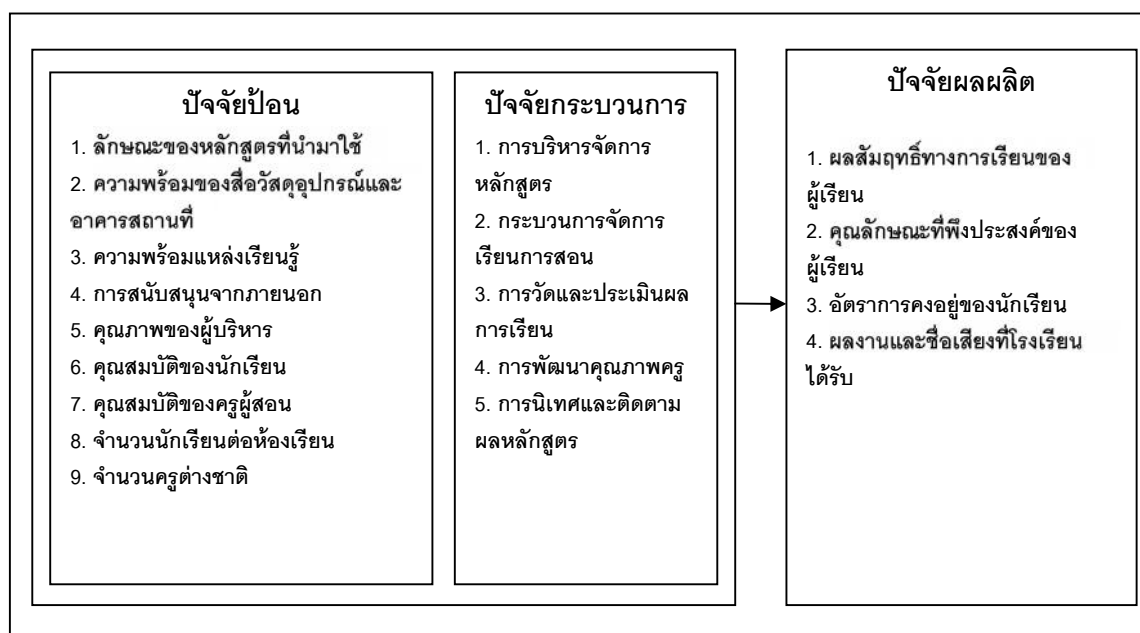 ปัจจัยป้อน
1. ลักษณะของหลักสูตรที่นำมาใช้
2. ความพร้อมของสื่อวัสดุอุปกรณ์และ
อาคารสถานที่
3. ความพร้อมแหล่งเรียนรู้
4. การสนับสนุนจากภายนอก
5. คุณภาพของผู้บริหาร
6. คุณสมบัติของนักเรียน
7. คุณสมบัติของครูผู้สอน
8. จำนวนนักเรียนต่อห้องเรียน
9. จำนวนครูต่างชาติ
ปัจจัยกระบวนการ
1. การบริหารจัดการ
หลักสูตร
2. กระบวนการจัดการ
เรียนการสอน
3. การวัดและประเมินผล
การเรียน
4. การพัฒนาคุณภาพครู
5. การนิเทศและติดตาม
ผลหลักสูตร
ปัจจัยผลผลิต
1. ผลสัมฤทธิ์ทางการเรียนของ
ผู้เรียน
2. คุณลักษณะที่พึงประสงค์ของ
ผู้เรียน
3. อัตราการคงอยู่ของนักเรียน
4. ผลงานและชื่อเสียงที่โรงเรียน
ได้รับ